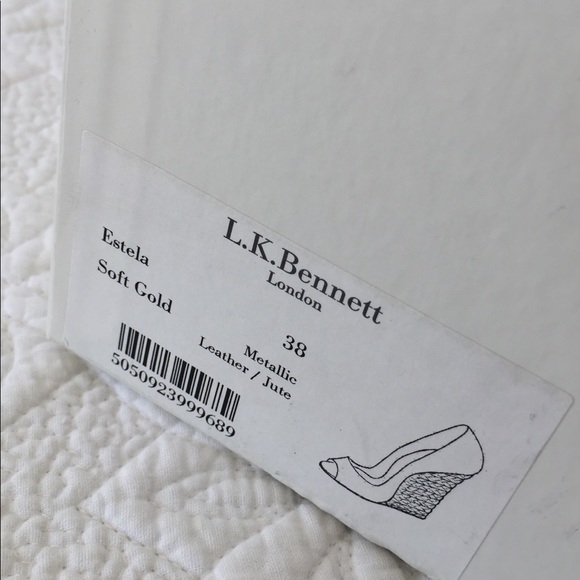 L.K.Bennett
London
Estela
Soft Gold
38
Metallic
Leather / Jute
5050923999689